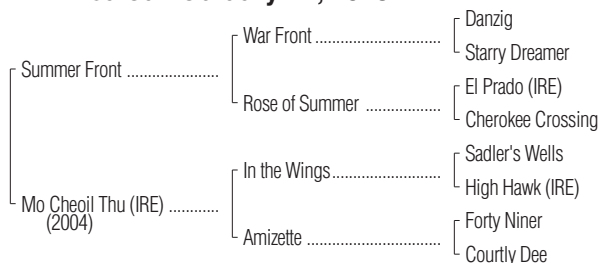 Danzig
War Front ..................
Starry Dreamer
Summer Front ......................
El Prado (IRE)
Rose of Summer ..................
Cherokee Crossing
Sadler's Wells
In the Wings..........................
High Hawk (IRE)
Mo Cheoil Thu (IRE) ............
(2004)
Forty Niner
Amizette ................................
Courtly Dee